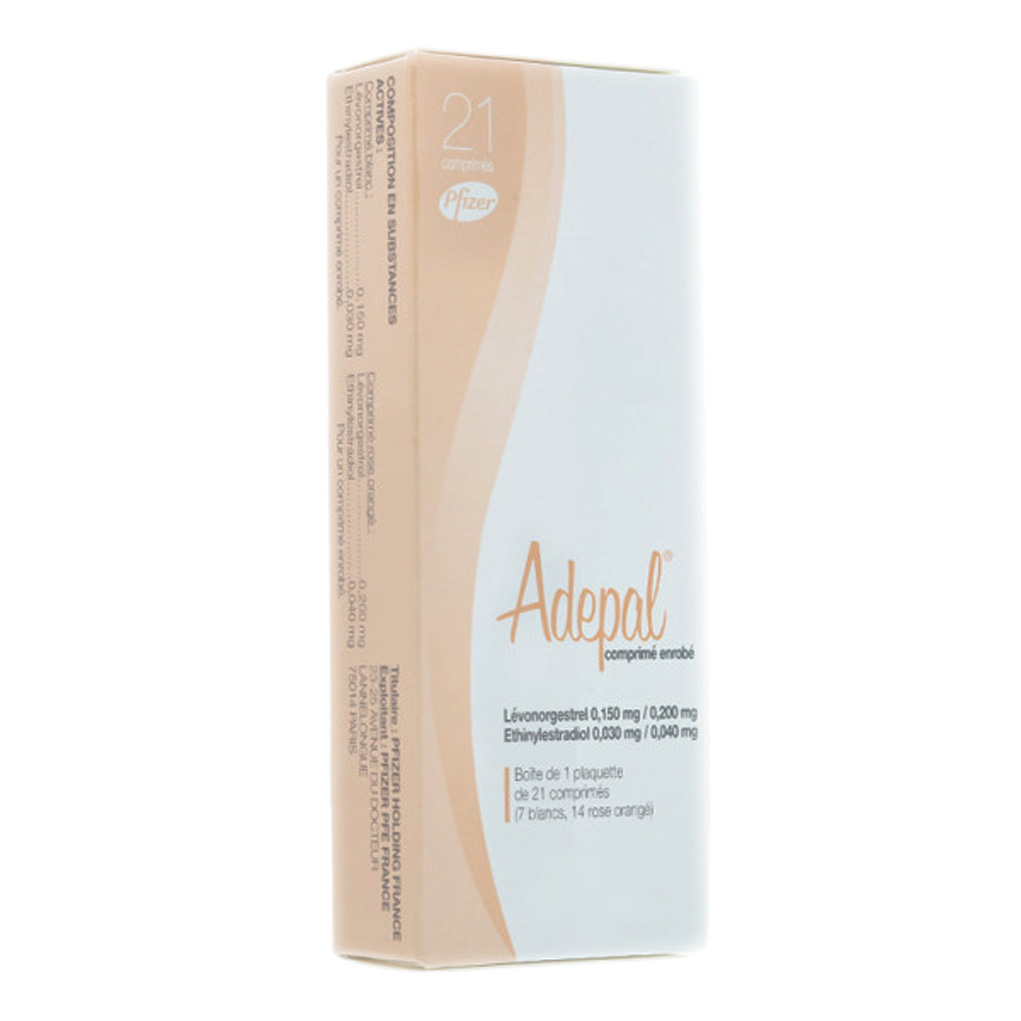 21
comprimés
Pfizer
Adepal®
comprimé enrobé
Lévonorgestrel 0,150 mg / 0,200 mg
Ethinylestradiol 0,030 mg / 0,040 mg
Boîte de 1 plaquette
de 21 comprimés
(7 blancs, 14 rose orangé)
COMPOSITION EN SUBSTANCES
ACTIVES :
Comprimé blanc :
Lévonorgestrel....................0,150 mg
Ethinylestradiol....................0,030 mg
Pour un comprimé enrobé.
Comprimé rose orangé :
Lévonorgestrel....................0,200 mg
Ethinylestradiol....................0,040 mg
Pour un comprimé enrobé.
Titulaire : PFIZER HOLDING FRANCE
Exploitant : PFIZER PFE FRANCE
23-25 AVENUE DU DOCTEUR
LANNELONGUE
75014 PARIS